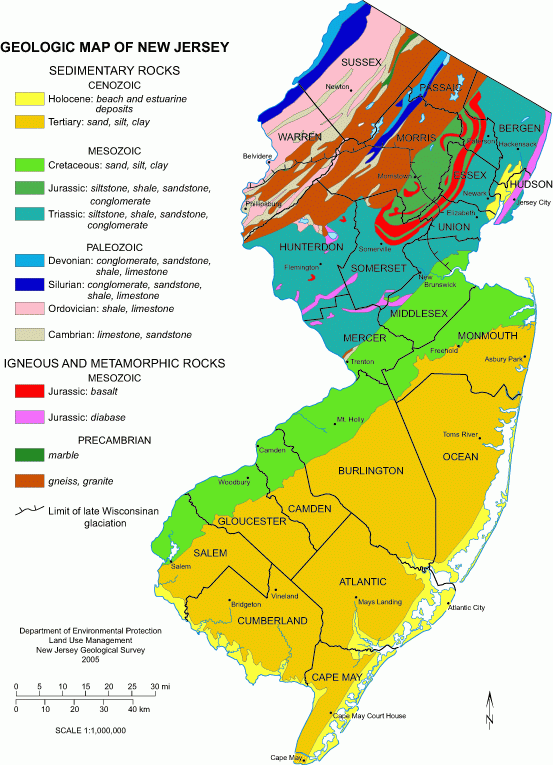 GEOLOGIC MAP OF NEW JERSEY
SEDIMENTARY ROCKS
CENOZOIC
Holocene: beach and estuarine
deposits
Tertiary: sand, silt, clay
MESOZOIC
Cretaceous: sand, silt, clay
Jurassic: siltstone, shale, sandstone,
conglomerate
Triassic: siltstone, shale, sandstone,
conglomerate
PALEOZOIC
Devonian: conglomerate, sandstone,
shale, limestone
Silurian: conglomerate, sandstone,
shale, limestone
Ordovician: shale, limestone
Cambrian: limestone, sandstone
IGNEOUS AND METAMORPHIC ROCKS
MESOZOIC
Jurassic: basalt
Jurassic: diabase
PRECAMBRIAN
marble
gneiss, granite
Limit of late Wisconsinan
glaciation
Department of Environmental Protection
Land Use Management
New Jersey Geological Survey
2005
0 5 10 15 20 25 30 mi
0 10 20 30 40 km
SCALE 1:1,000,000
SUSSEX
Newton
PASSAIC
WARREN
MORRIS
BERGEN
Paterson
Hackensack
Belvidere
Morristown
ESSEX
HUDSON
Newark
Jersey City
Phillipsburg
Elizabeth
UNION
HUNTERDON
Somerville
Flemington
SOMERSET
New
Brunswick
MIDDLESEX
MERCER
MONMOUTH
Freehold
Asbury Park
Trenton
Mt. Holly
Toms River
OCEAN
Camden
BURLINGTON
Woodbury
CAMDEN
GLOUCESTER
SALEM
Salem
ATLANTIC
Vineland
Mays Landing
Bridgeton
Atlantic City
CUMBERLAND
CAPE MAY
Cape May Court House
Cape May
N